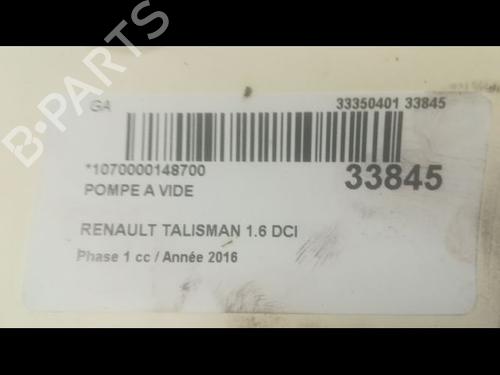 B-PARTS
GA
33350401 33845
*1070000148700
33845
POMPE A VIDE
RENAULT TALISMAN 1.6 DCI
Phase 1 cc / Année 2016